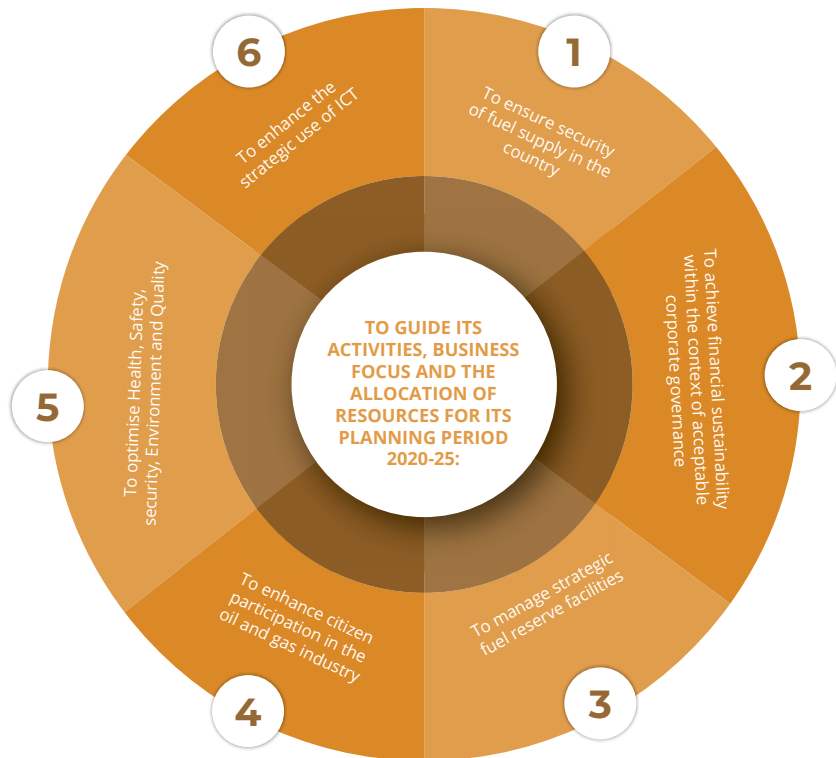 TO GUIDE ITS
ACTIVITIES, BUSINESS
FOCUS AND THE
ALLOCATION OF
RESOURCES FOR ITS
PLANNING PERIOD
2020-25:
1
To ensure security
of fuel supply in the
country
2
To achieve financial sustainability
within the context of acceptable
corporate governance
3
To manage strategic
fuel reserve facilities
4
To enhance citizen
participation in the
oil and gas industry
5
To optimise Health, Safety,
security, Environment and Quality
6
To enhance the
strategic use of ICT